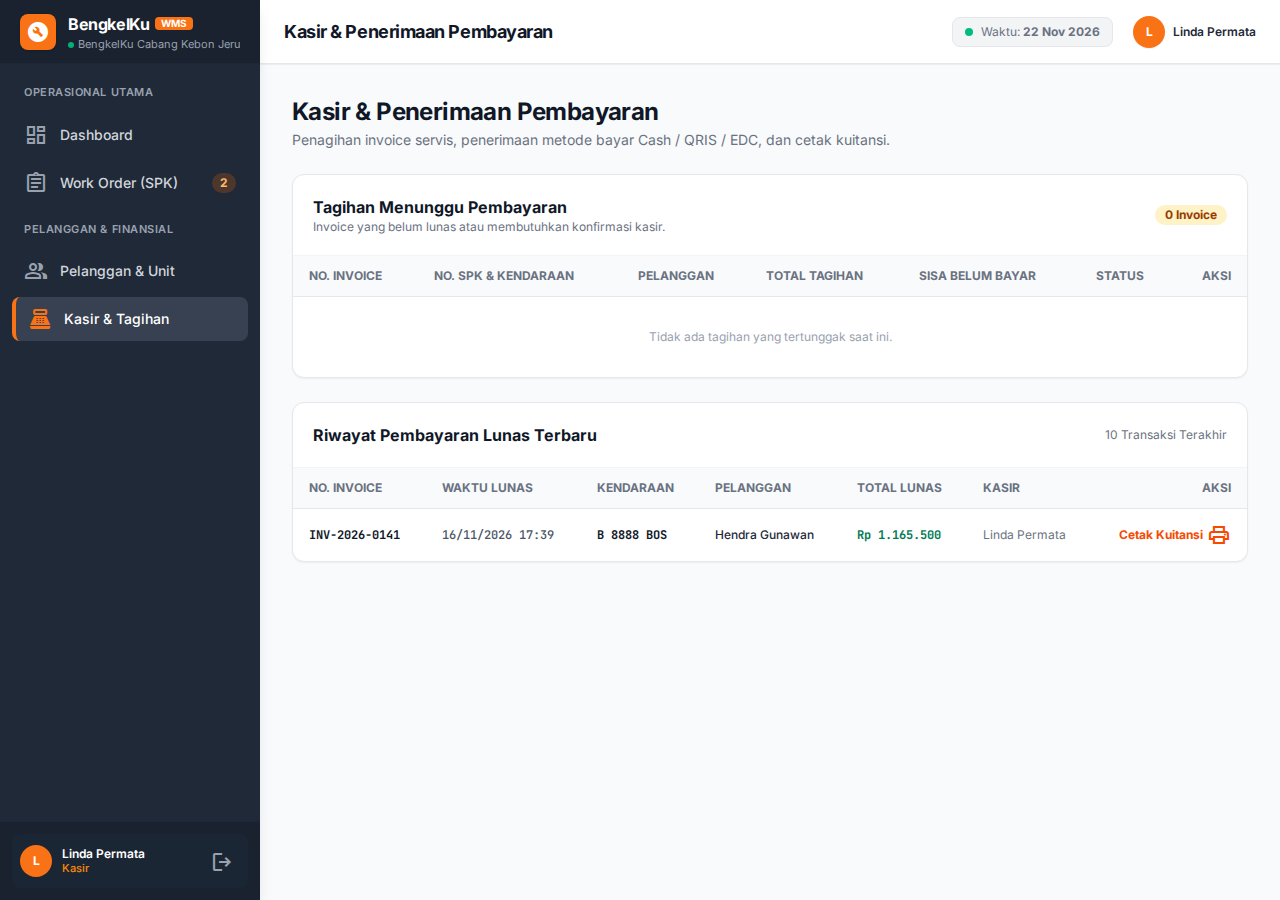 BengkelKu WMS
BengkelKu Cabang Kebon Jeru
OPERASIONAL UTAMA
Dashboard
Work Order (SPK) 2
PELANGGAN & FINANSIAL
Pelanggan & Unit
Kasir & Tagihan
L Linda Permata
Kasir
Kasir & Penerimaan Pembayaran
Waktu: 22 Nov 2026
L Linda Permata
Kasir & Penerimaan Pembayaran
Penagihan invoice servis, penerimaan metode bayar Cash / QRIS / EDC, dan cetak kuitansi.
Tagihan Menunggu Pembayaran
Invoice yang belum lunas atau membutuhkan konfirmasi kasir.
0 Invoice
NO. INVOICE NO. SPK & KENDARAAN PELANGGAN TOTAL TAGIHAN SISA BELUM BAYAR STATUS AKSI
Tidak ada tagihan yang tertunggak saat ini.
Riwayat Pembayaran Lunas Terbaru
10 Transaksi Terakhir
NO. INVOICE WAKTU LUNAS KENDARAAN PELANGGAN TOTAL LUNAS KASIR AKSI
INV-2026-0141 16/11/2026 17:39 B 8888 BOS Hendra Gunawan Rp 1.165.500 Linda Permata Cetak Kuitansi